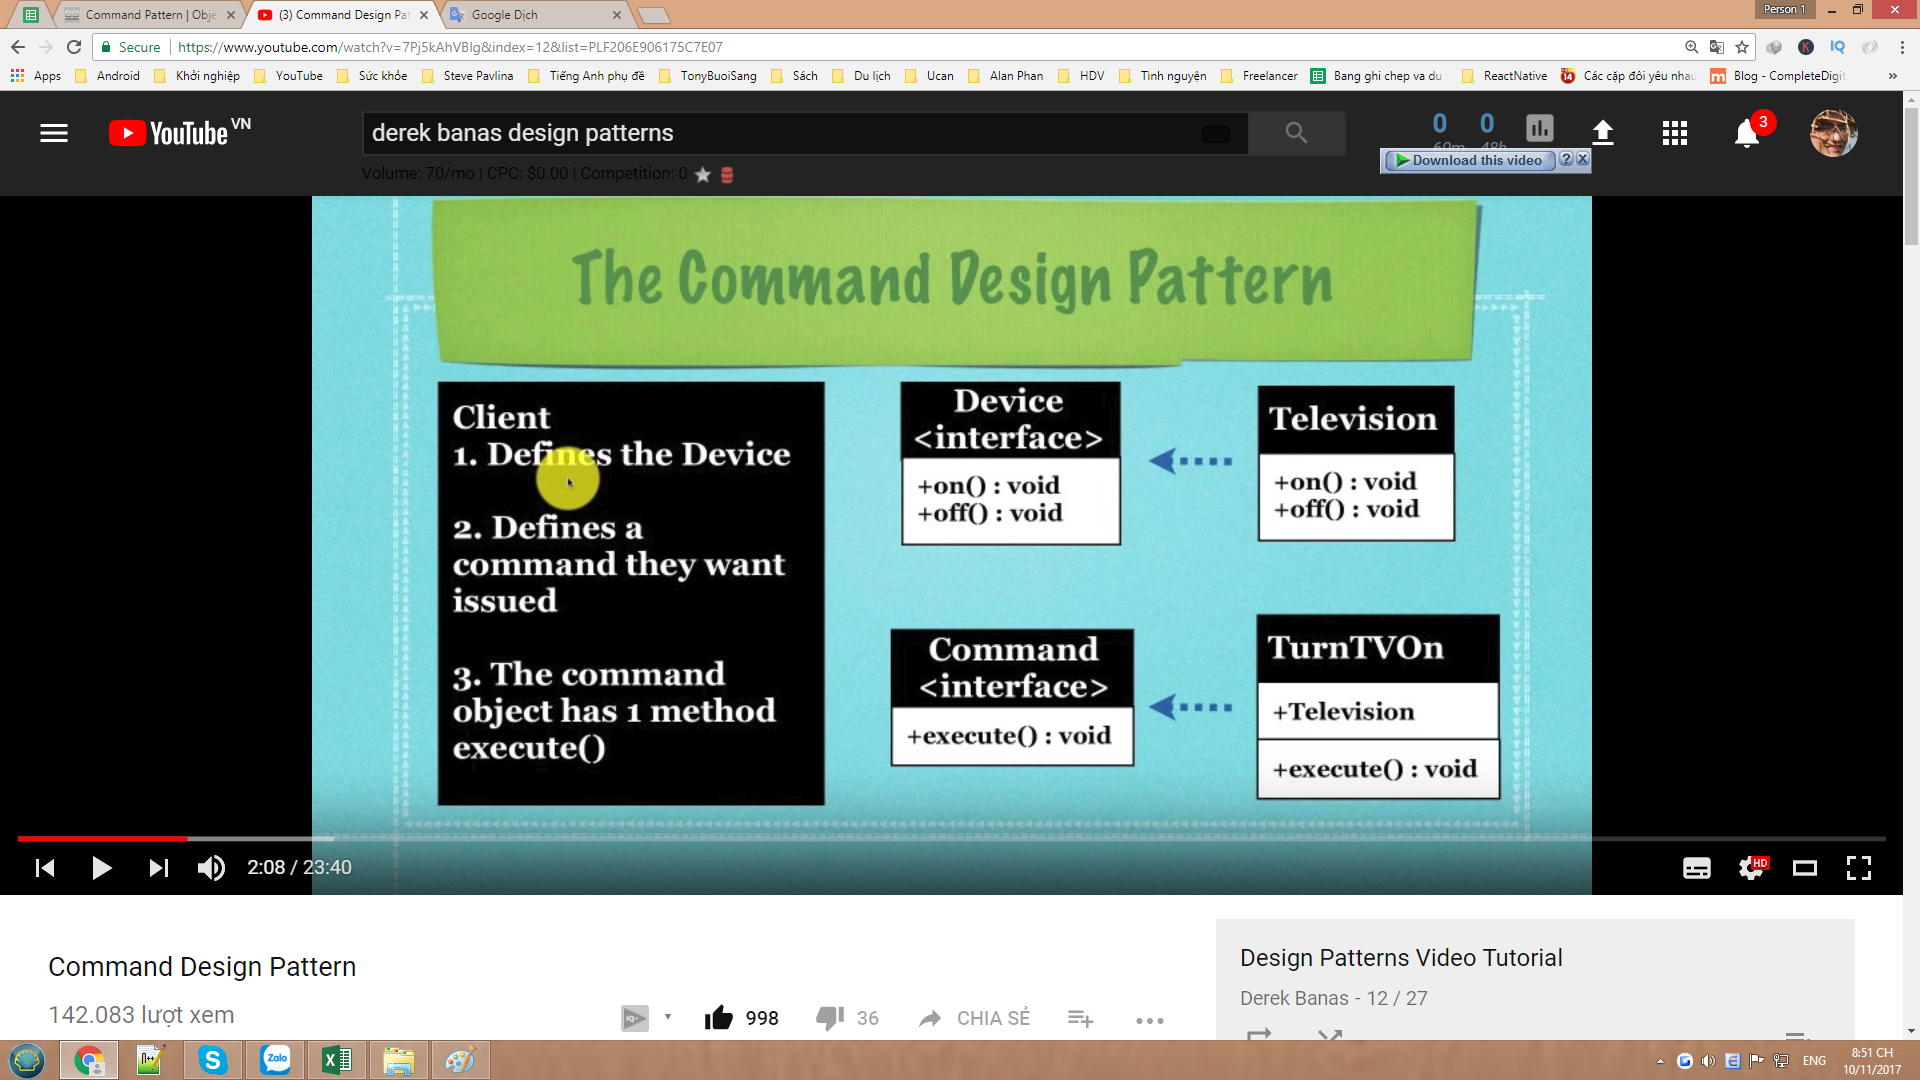 Command Pattern | Obje
(3) Command Design Pat
Google Dịch
Person 1
Secure
https://www.youtube.com/watch?v=7Pj5kAhVBlg&index=12&list=PLF206E906175C7E07
Apps
Android
Khởi nghiệp
YouTube
Sức khỏe
Steve Pavlina
Tiếng Anh phụ đề
TonyBuoiSang
Sách
Du lịch
Ucan
Alan Phan
HDV
Tình nguyện
Freelancer
Bang ghi chep va du
ReactNative
Các cặp đôi yêu nhau
Blog - CompleteDigit
YouTube VN
derek banas design patterns
0 0
60m 48h
3
Download this video
Volume: 70/mo | CPC: $0.00 | Competition: 0
The Command Design Pattern
Client
1. Defines the Device
2. Defines a
command they want
issued
3. The command
object has 1 method
execute()
Device
<interface>
+on() : void
+off() : void
Television
+on() : void
+off() : void
Command
<interface>
+execute() : void
TurnTVOn
+Television
+execute() : void
2:08 / 23:40
HD
Command Design Pattern
142.083 lượt xem
998
36
CHIA SẺ
Design Patterns Video Tutorial
Derek Banas - 12 / 27
Zalo
ENG
8:51 CH
10/11/2017